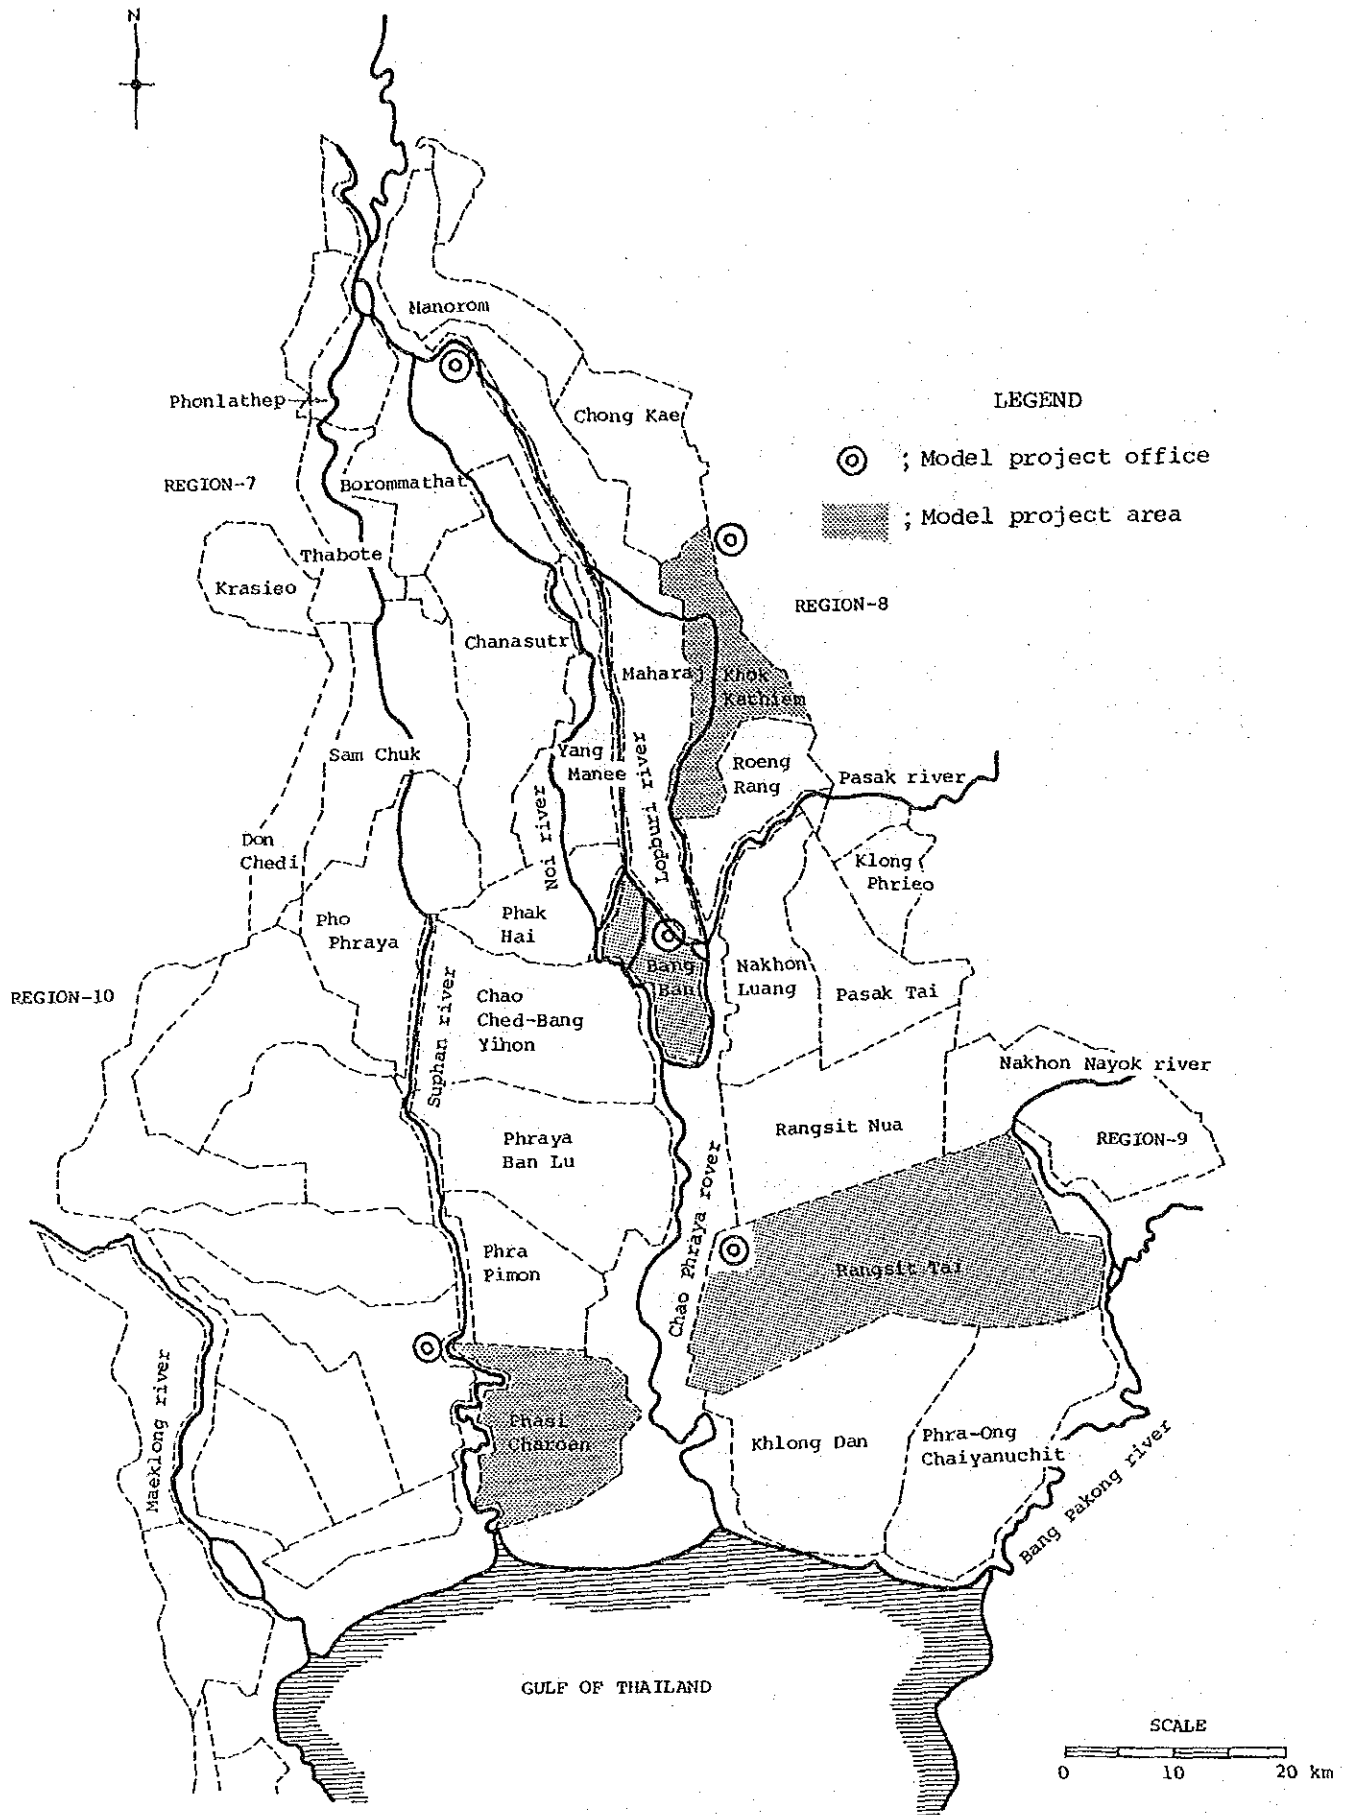 N
Manorom
Phonlathep
Chong Kae
LEGEND
; Model project office
; Model project area
REGION-7
Borommathat
Thabote
Krasieo
REGION-8
Chanasutr
Maharaj
Khok
Kathiem
Sam Chuk
Yang
Manee
Lopburi river
Roeng
Rang
Pasak river
Noi river
Don
Chedi
Klong
Phrieo
Pho
Phraya
Phak
Hai
Bang
Ban
Nakhon
Luang
Pasak Tai
REGION-10
Suphan river
Chao
Ched-Bang
Yihon
Nakhon Nayok river
Phraya
Ban Lu
Rangsit Nua
REGION-9
Chao Phraya rover
Phra
Pimon
Rangsit Tai
Maeklong river
Phasi
Charoen
Khlong Dan
Phra-Ong
Chaiyanuchit
Bang Pakong river
GULF OF THAILAND
SCALE
0 10 20 km